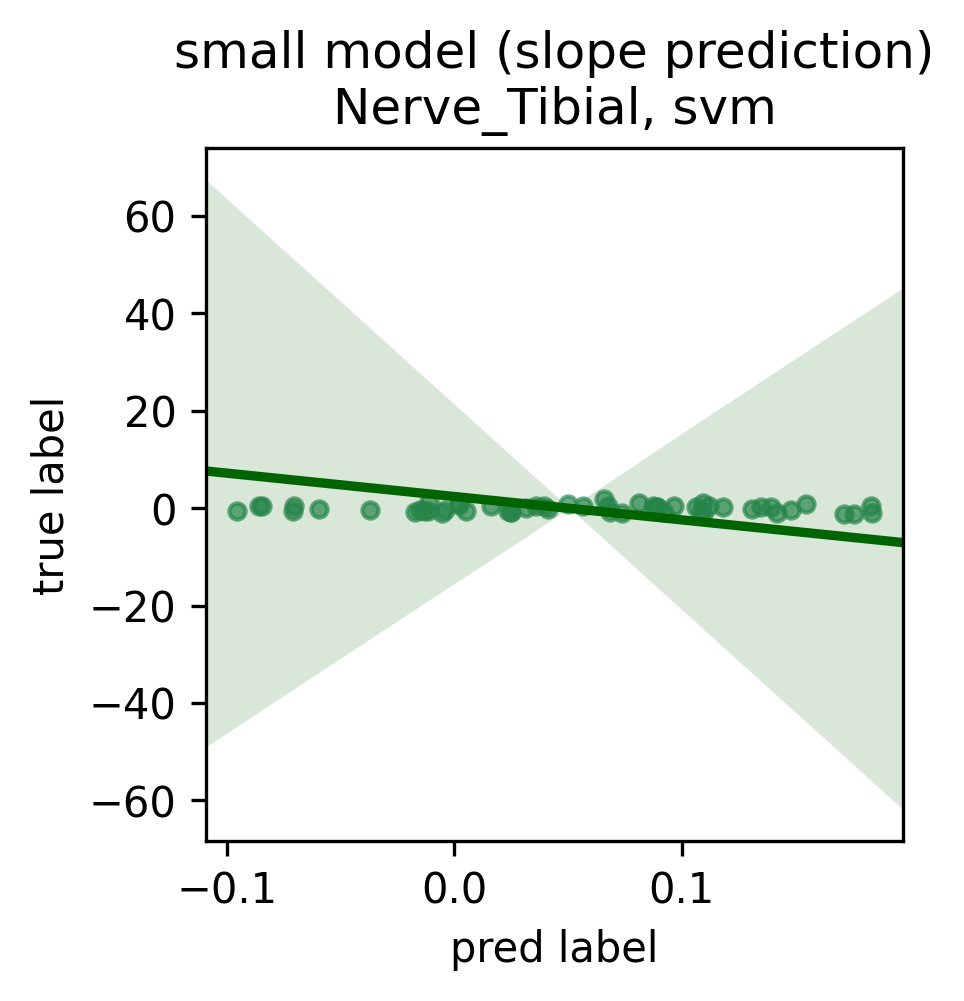 small model (slope prediction)
Nerve_Tibial, svm
60
40
20
0
−20
−40
−60
true label
−0.1
0.0
0.1
pred label